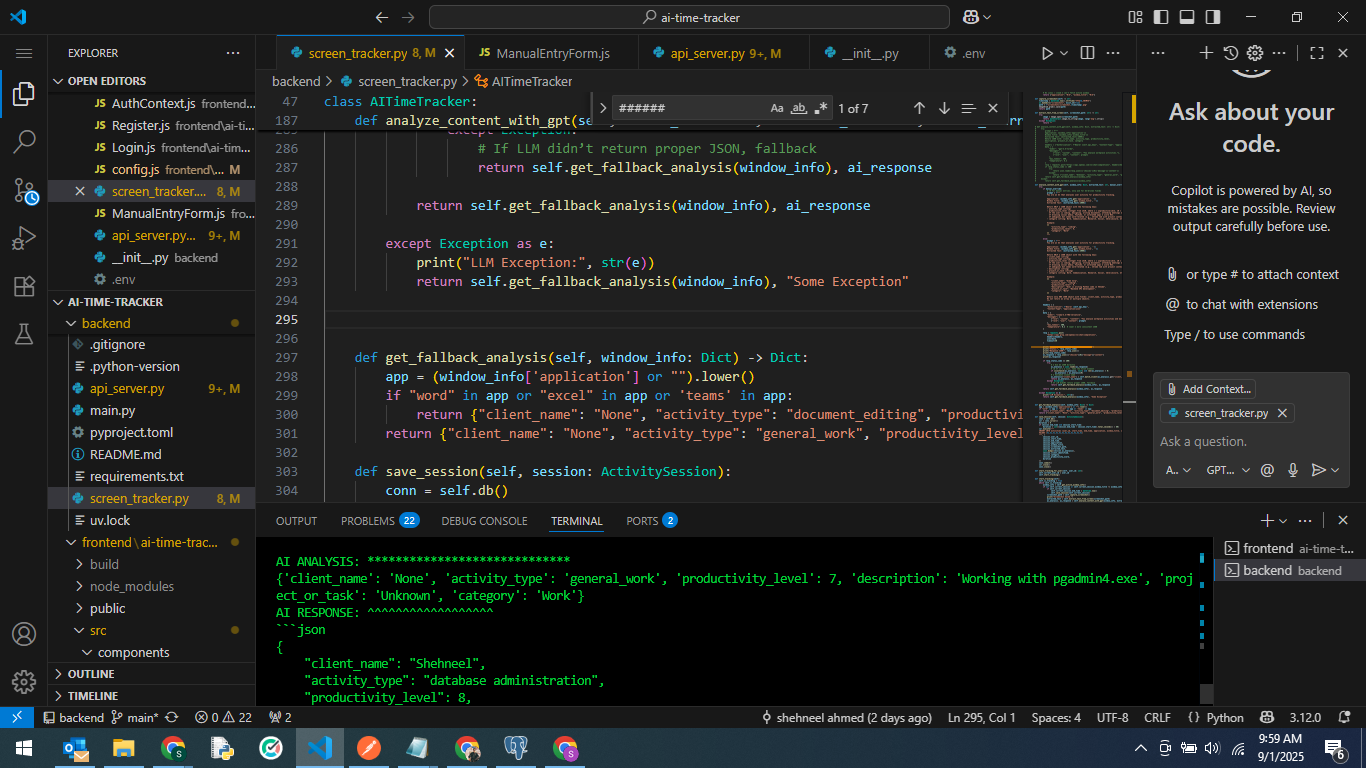 ai-time-tracker
EXPLORER
OPEN EDITORS
AuthContext.js frontend...
Register.js frontend\ai-ti...
Login.js frontend\ai-time...
config.js frontend\... M
screen_tracker.... 8, M
ManualEntryForm.js fro...
api_server.py... 9+, M
__init__.py backend
.env
AI-TIME-TRACKER
backend
.gitignore
.python-version
api_server.py 9+, M
main.py
pyproject.toml
README.md
requirements.txt
screen_tracker.py 8, M
uv.lock
frontend\ai-time-trac...
build
node_modules
public
src
components
OUTLINE
TIMELINE
screen_tracker.py 8, M
JS ManualEntryForm.js
api_server.py 9+, M
__init__.py
.env
backend > screen_tracker.py > AITimeTracker
###### Aa ab 1 of 7
47 class AITimeTracker:
187 def analyze_content_with_gpt(se
285 except Exception:
286 # If LLM didn’t return proper JSON, fallback
287 return self.get_fallback_analysis(window_info), ai_response
288
289 return self.get_fallback_analysis(window_info), ai_response
290
291 except Exception as e:
292 print("LLM Exception:", str(e))
293 return self.get_fallback_analysis(window_info), "Some Exception"
294
295
296
297 def get_fallback_analysis(self, window_info: Dict) -> Dict:
298 app = (window_info['application'] or "").lower()
299 if "word" in app or "excel" in app or 'teams' in app:
300 return {"client_name": "None", "activity_type": "document_editing", "productivi
301 return {"client_name": "None", "activity_type": "general_work", "productivity_level
302
303 def save_session(self, session: ActivitySession):
304 conn = self.db()
OUTPUT PROBLEMS 22 DEBUG CONSOLE TERMINAL PORTS 2
AI ANALYSIS: ****************************
{'client_name': 'None', 'activity_type': 'general_work', 'productivity_level': 7, 'description': 'Working with pgadmin4.exe', 'proj
ect_or_task': 'Unknown', 'category': 'Work'}
AI RESPONSE: ^^^^^^^^^^^^^^^^^^
```json
{
"client_name": "Shehneel",
"activity_type": "database administration",
"productivity_level": 8,
frontend ai-time-t...
backend backend
Ask about your
code.
Copilot is powered by AI, so
mistakes are possible. Review
output carefully before use.
or type # to attach context
@ to chat with extensions
Type / to use commands
Add Context...
screen_tracker.py
Ask a question.
A.. GPT...
backend main* 0 22 2 shehneel ahmed (2 days ago) Ln 295, Col 1 Spaces: 4 UTF-8 CRLF { } Python 3.12.0
9:59 AM
9/1/2025
6